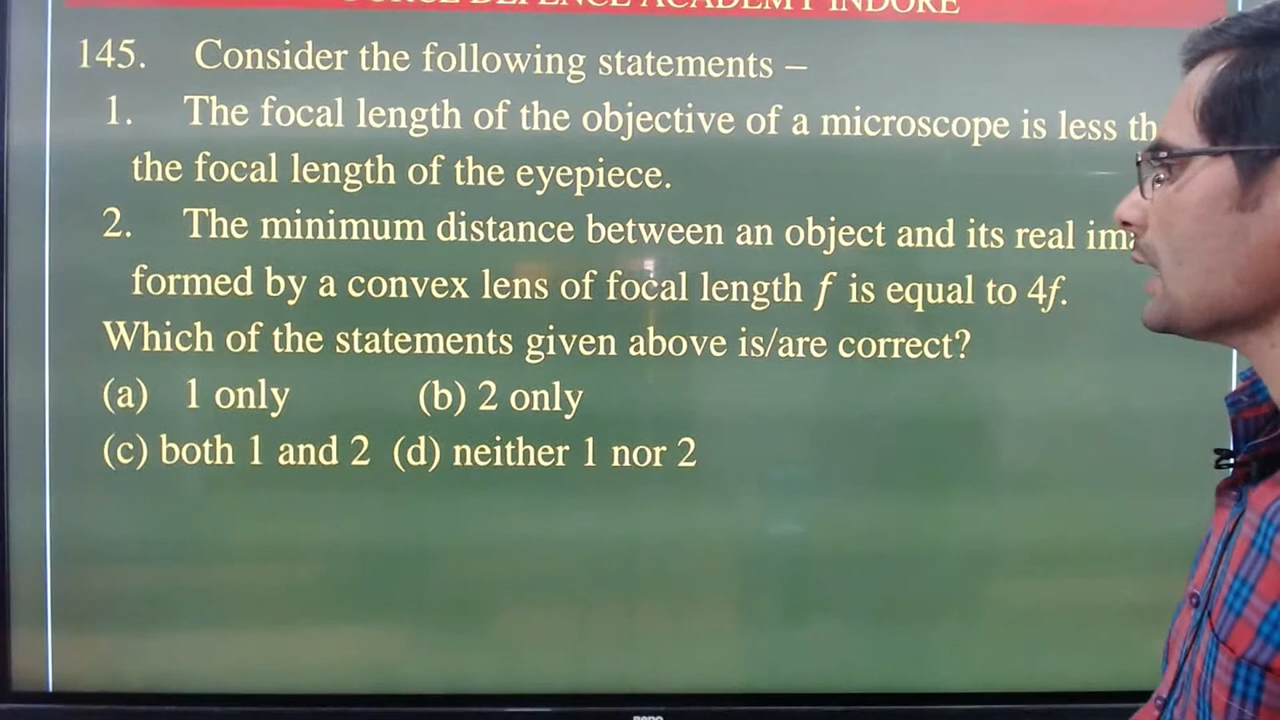 DEFENCE ACADEMY INDORE
145. Consider the following statements –
1. The focal length of the objective of a microscope is less
the focal length of the eyepiece.
2. The minimum distance between an object and its real
formed by a convex lens of focal length f is equal to 4f.
Which of the statements given above is/are correct?
(a) 1 only (b) 2 only
(c) both 1 and 2 (d) neither 1 nor 2